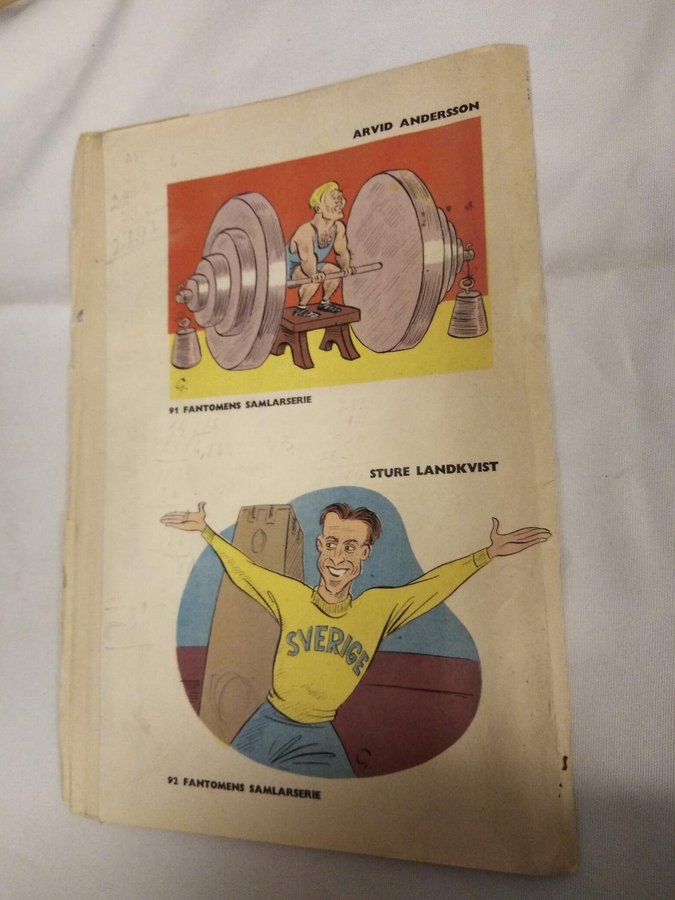 ARVID ANDERSSON
91 FANTOMENS SAMLARSERIE
STURE LANDKVIST
SVERIGE
92 FANTOMENS SAMLARSERIE